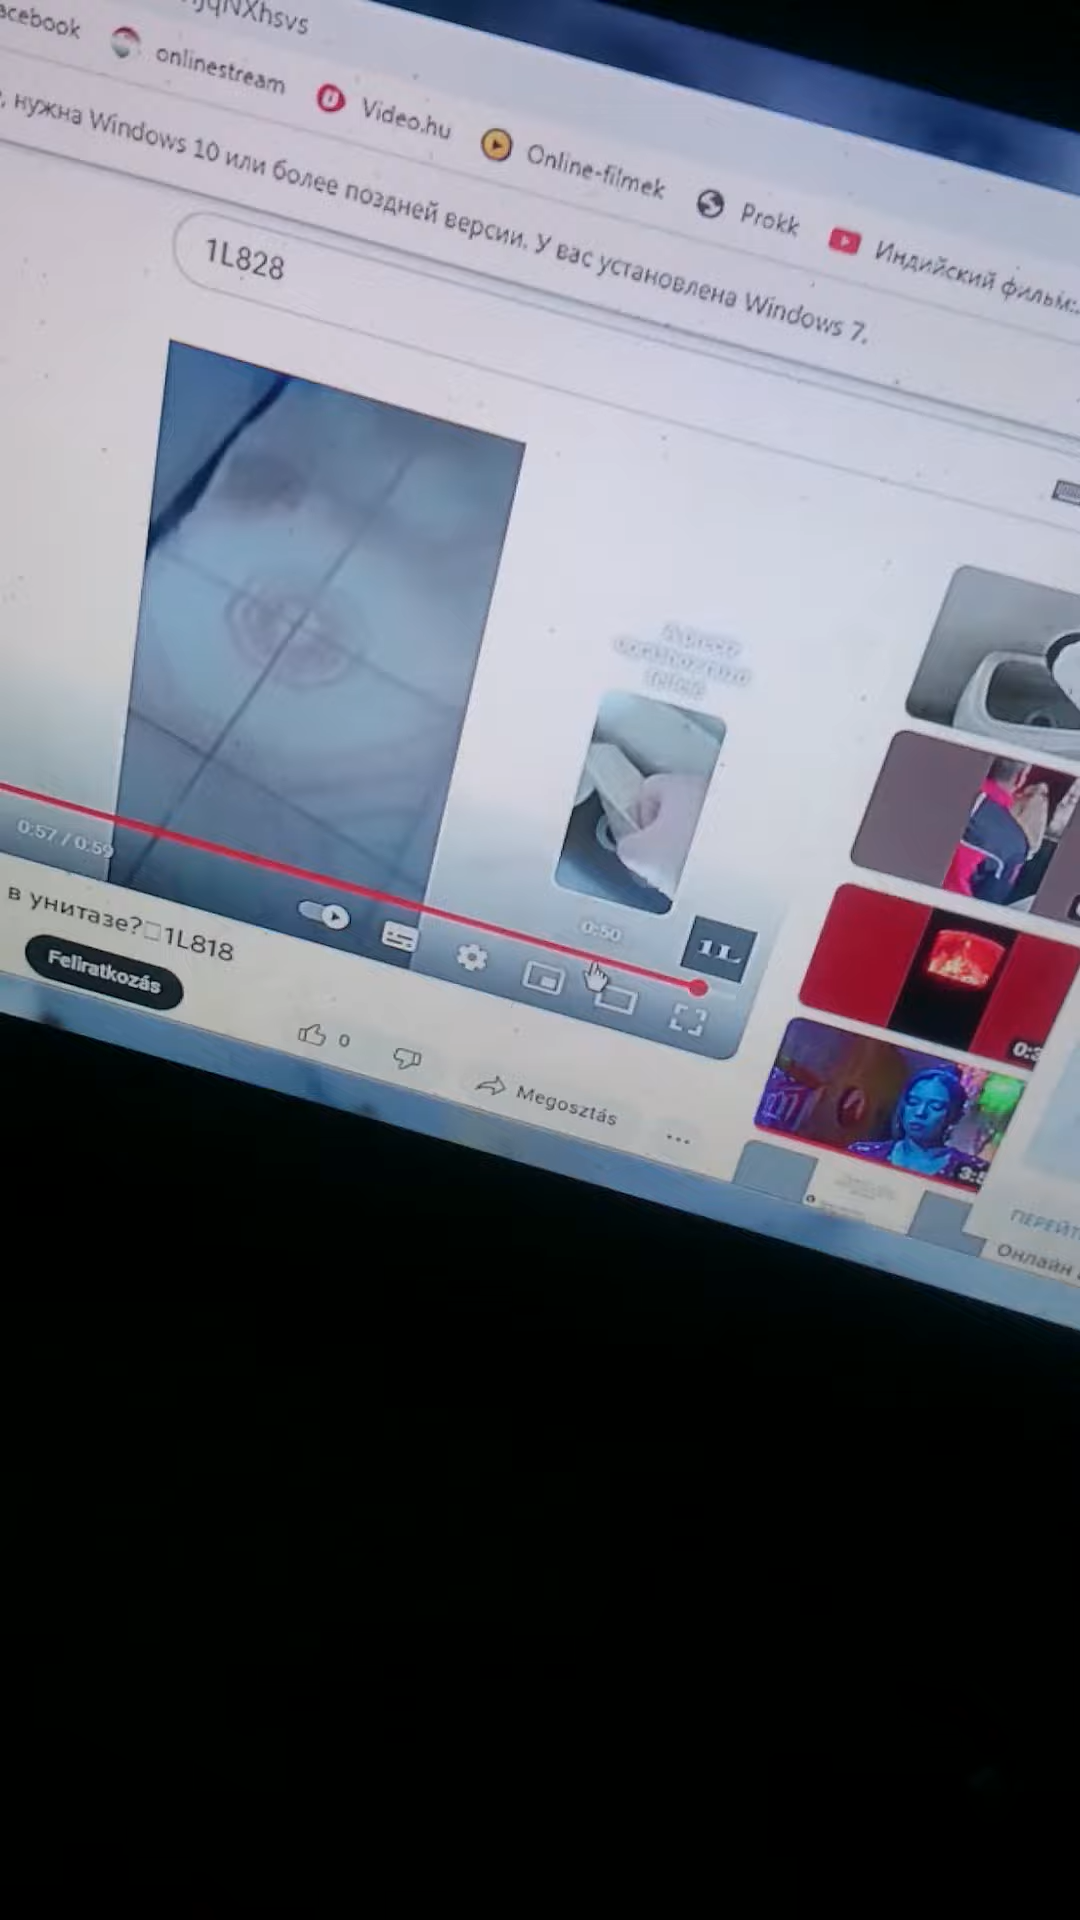 onlinestream
Video.hu
Online-filmek
Prokk
Индийский фильм:
нужна Windows 10 или более поздней версии. У вас установлена Windows 7.
1L828
0:57 / 0:59
0:50
1L
в унитазе?□1L818
Feliratkozás
0
Megosztás
...
Онлайн